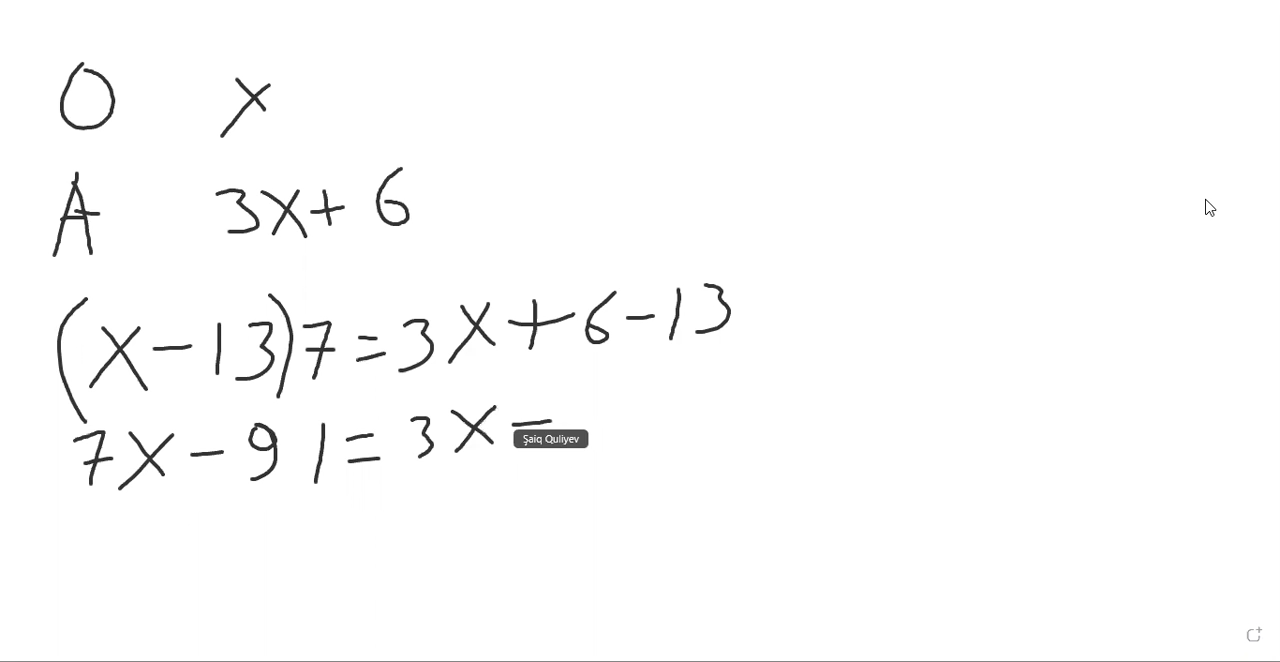 O x
A 3x+6
(x-13)7=3x+6-13
7x-91=3x-
Şaiq Quliyev